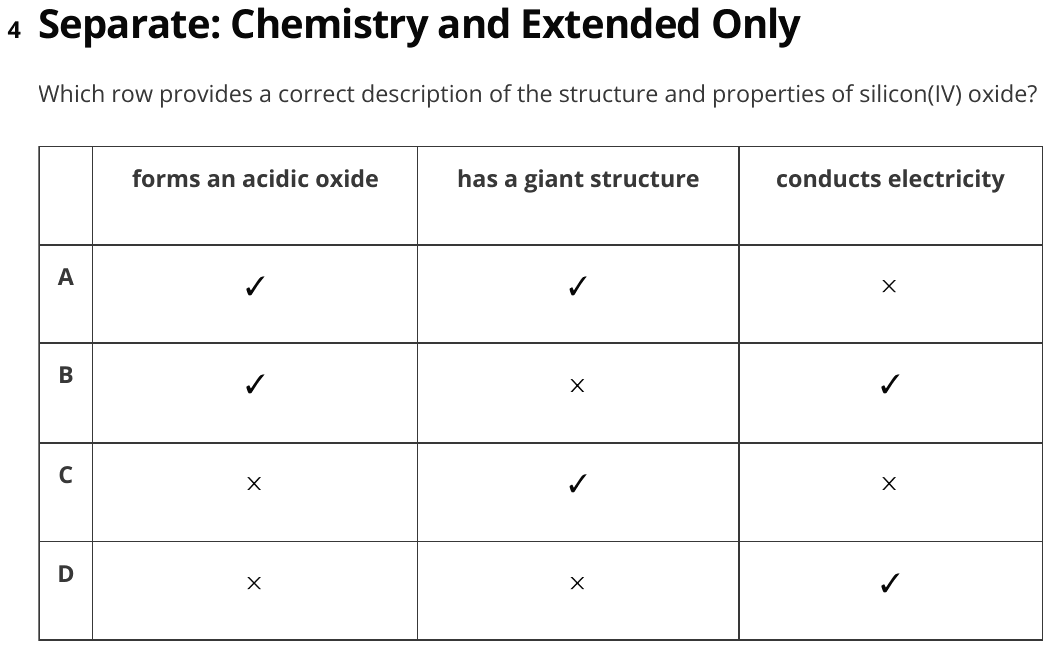 4 Separate: Chemistry and Extended Only
Which row provides a correct description of the structure and properties of silicon(IV) oxide?
forms an acidic oxide has a giant structure conducts electricity
A ✓ ✓ ×
B ✓ × ✓
C × ✓ ×
D × × ✓